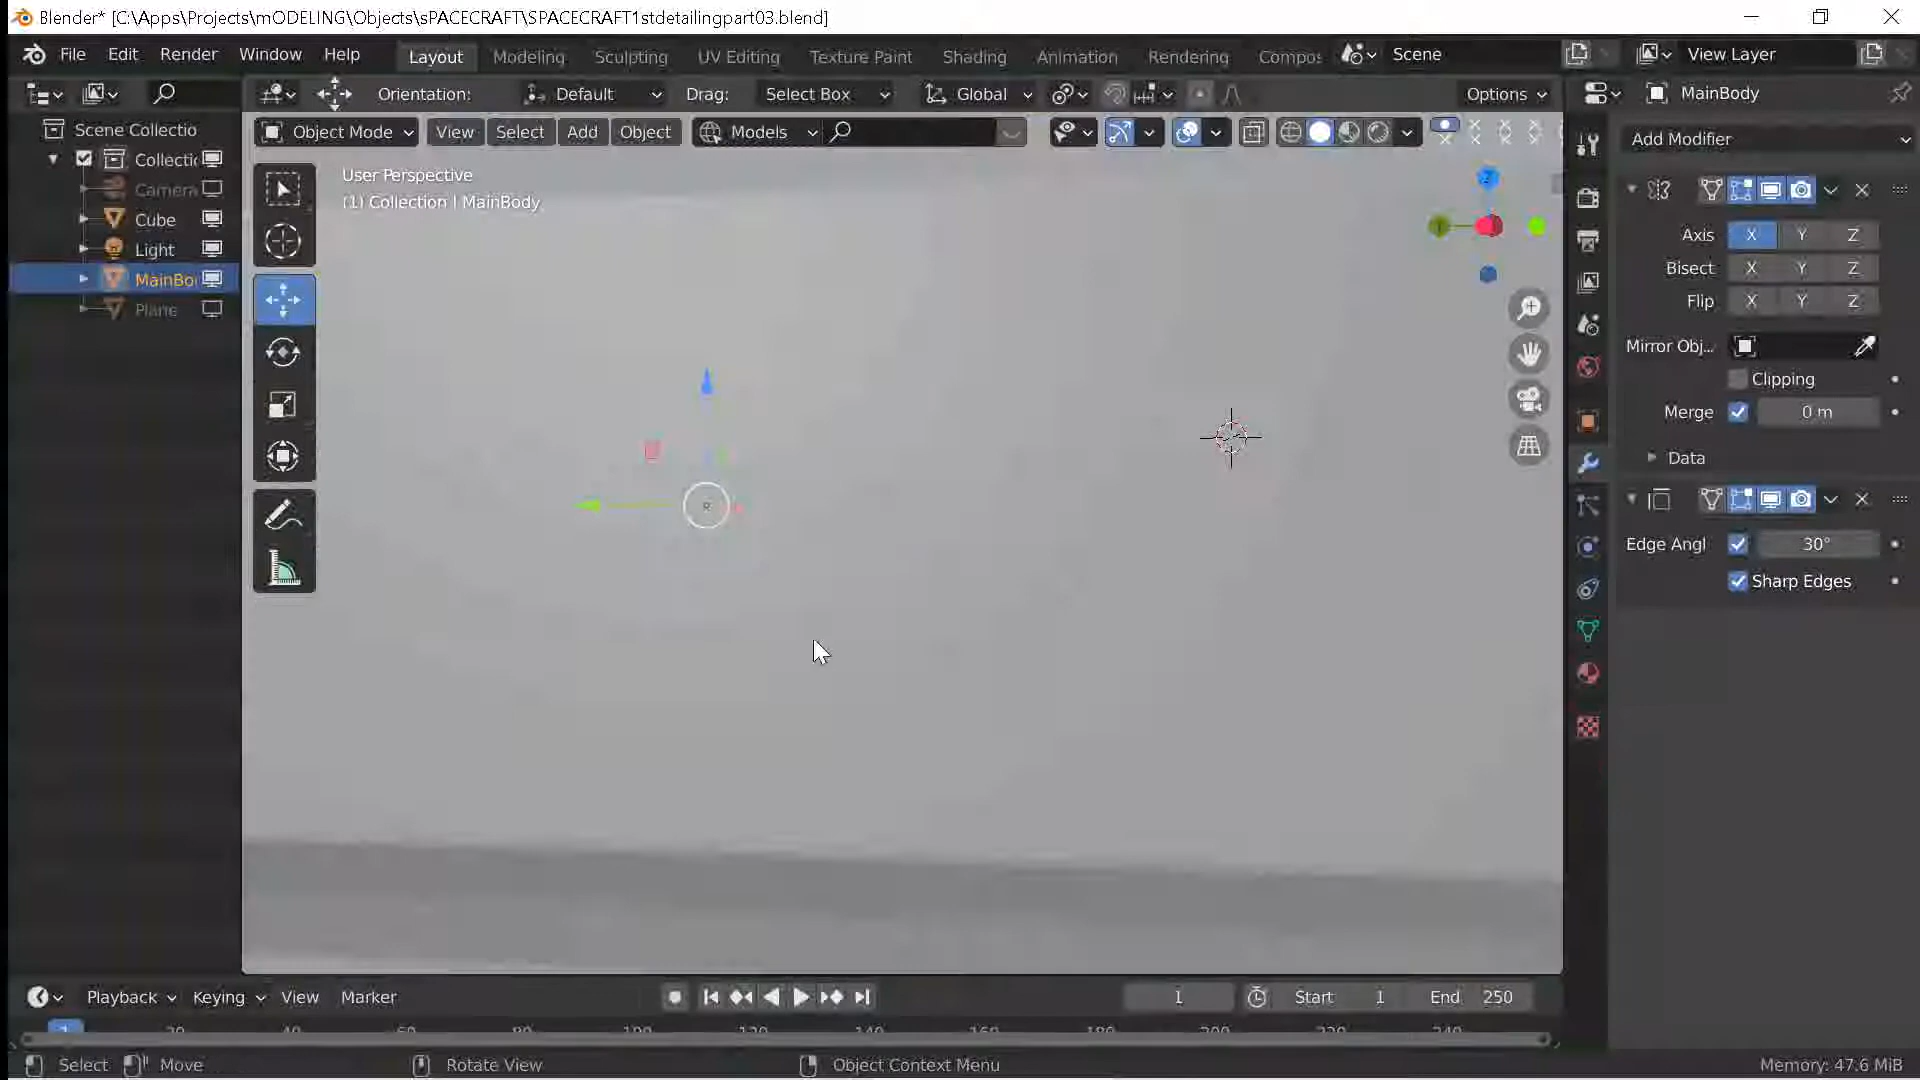 Blender* [C:\Apps\Projects\mODELING\Objects\sPACECRAFT\SPACECRAFT1stdetailingpart03.blend]
File Edit Render Window Help Layout Modeling Sculpting UV Editing Texture Paint Shading Animation Rendering Compos Scene View Layer
Orientation: Default Drag: Select Box Global Options MainBody
Object Mode View Select Add Object Models
Scene Collectio
Collectic
Camera
Cube
Light
MainBo
Plane
User Perspective
(1) Collection | MainBody
Z
Add Modifier
Axis X Y Z
Bisect X Y Z
Flip X Y Z
Mirror Obj...
Clipping
Merge 0 m
Data
Edge Angl 30°
Sharp Edges
Playback Keying View Marker 1 Start 1 End 250
1 20 40 60 80 100 120 140 160 180 200 220 240
Select Move Rotate View Object Context Menu Memory: 47.6 MiB